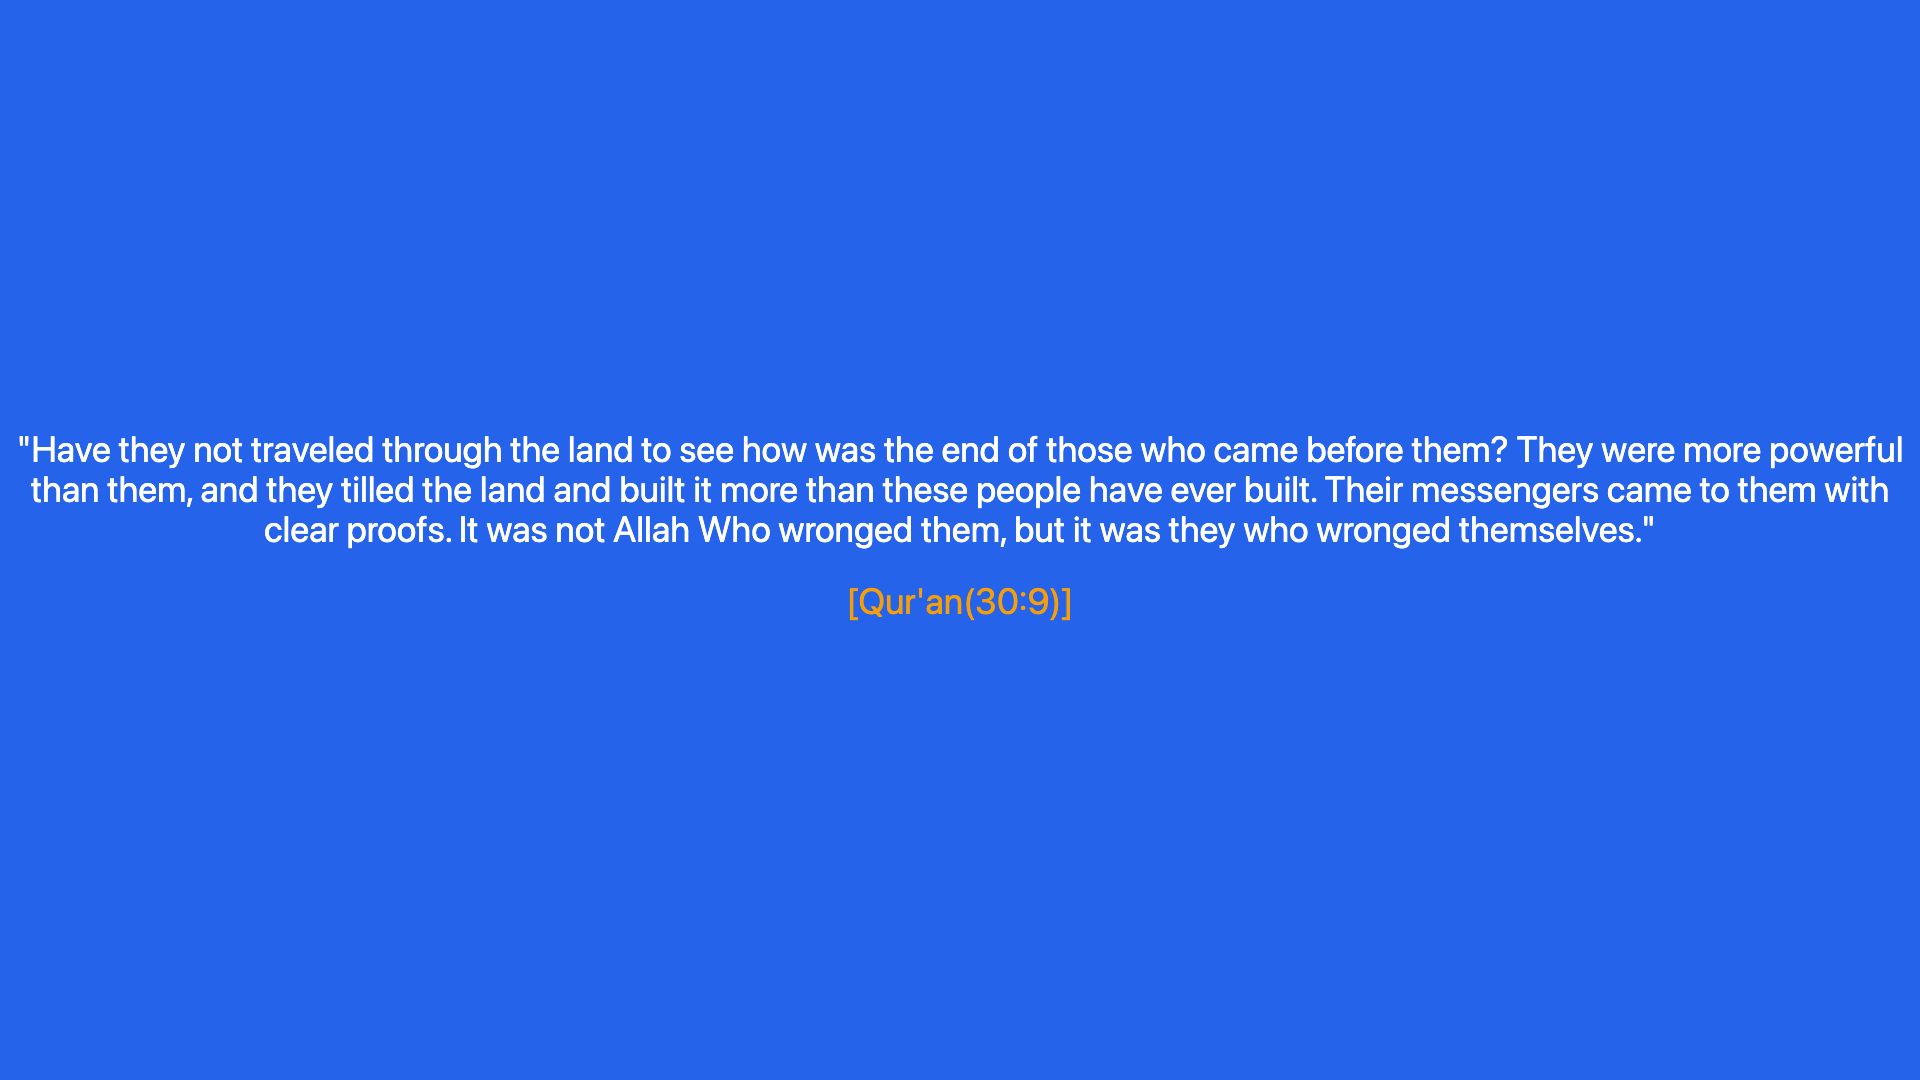 "Have they not traveled through the land to see how was the end of those who came before them? They were more powerful
than them, and they tilled the land and built it more than these people have ever built. Their messengers came to them with
clear proofs. It was not Allah Who wronged them, but it was they who wronged themselves."
[Qur'an(30:9)]